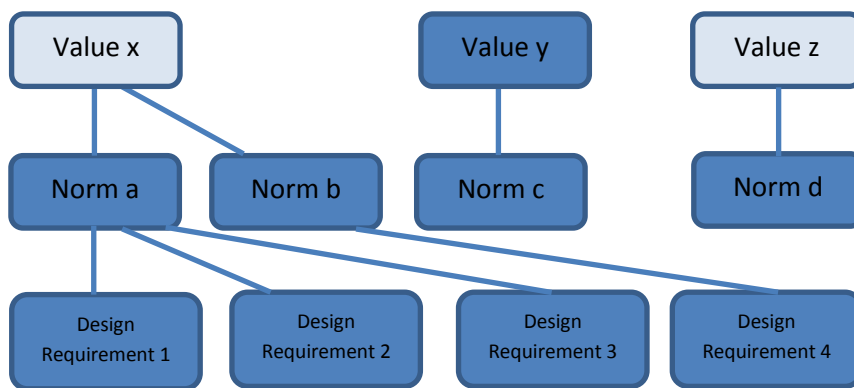 Value x
Value y
Value z
Norm a
Norm b
Norm c
Norm d
Design
Requirement 1
Design
Requirement 2
Design
Requirement 3
Design
Requirement 4